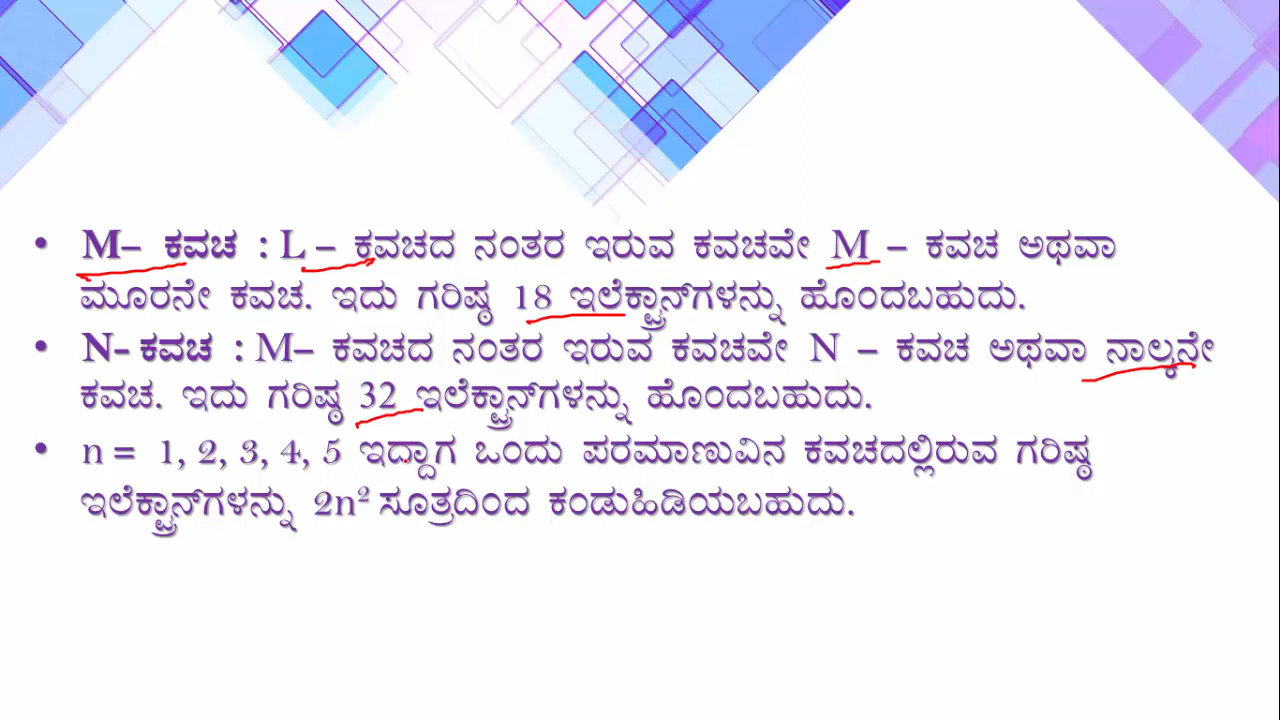 • M– ಕವಚ : L – ಕವಚದ ನಂತರ ಇರುವ ಕವಚವೇ M – ಕವಚ ಅಥವಾ
ಮೂರನೇ ಕವಚ. ಇದು ಗರಿಷ್ಠ 18 ಇಲೆಕ್ಟ್ರಾನ್‌ಗಳನ್ನು ಹೊಂದಬಹುದು.
• N- ಕವಚ : M– ಕವಚದ ನಂತರ ಇರುವ ಕವಚವೇ N – ಕವಚ ಅಥವಾ ನಾಲ್ಕನೇ
ಕವಚ. ಇದು ಗರಿಷ್ಠ 32 ಇಲೆಕ್ಟ್ರಾನ್‌ಗಳನ್ನು ಹೊಂದಬಹುದು.
• n = 1, 2, 3, 4, 5 ಇದ್ದಾಗ ಒಂದು ಪರಮಾಣುವಿನ ಕವಚದಲ್ಲಿರುವ ಗರಿಷ್ಠ
ಇಲೆಕ್ಟ್ರಾನ್‌ಗಳನ್ನು 2n² ಸೂತ್ರದಿಂದ ಕಂಡುಹಿಡಿಯಬಹುದು.